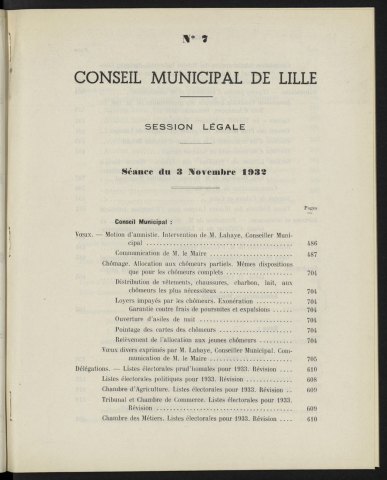 N° 7
CONSEIL MUNICIPAL DE LILLE
SESSION LÉGALE
Séance du 3 Novembre 1932
Pages
Conseil Municipal :
Vœux. — Motion d'amnistie. Intervention de M. Lahaye, Conseiller Muni-
cipal 486
Communication de M. le Maire 487
Chômage. Allocation aux chômeurs partiels. Mêmes dispositions
que pour les chômeurs complets 704
Distribution de vêtements, chaussures, charbon, lait, aux
chômeurs les plus nécessiteux 704
Loyers impayés par les chômeurs. Exonération 704
Garantie contre frais de poursuites et expulsions 704
Ouverture d'asiles de nuit 704
Pointage des cartes des chômeurs 704
Relèvement de l'allocation aux jeunes chômeurs 704
Vœux divers exprimés par M. Lahaye, Conseiller Municipal. Com-
munication de M. le Maire 705
Délégations. — Listes électorales prud'homales pour 1933. Révision 610
Listes électorales politiques pour 1933. Révision 608
Chambre d'Agriculture. Listes électorales pour 1933. Révision 609
Tribunal et Chambre de Commerce. Listes électorales pour 1933.
Révision 609
Chambre des Métiers. Listes électorales pour 1933. Révision 610